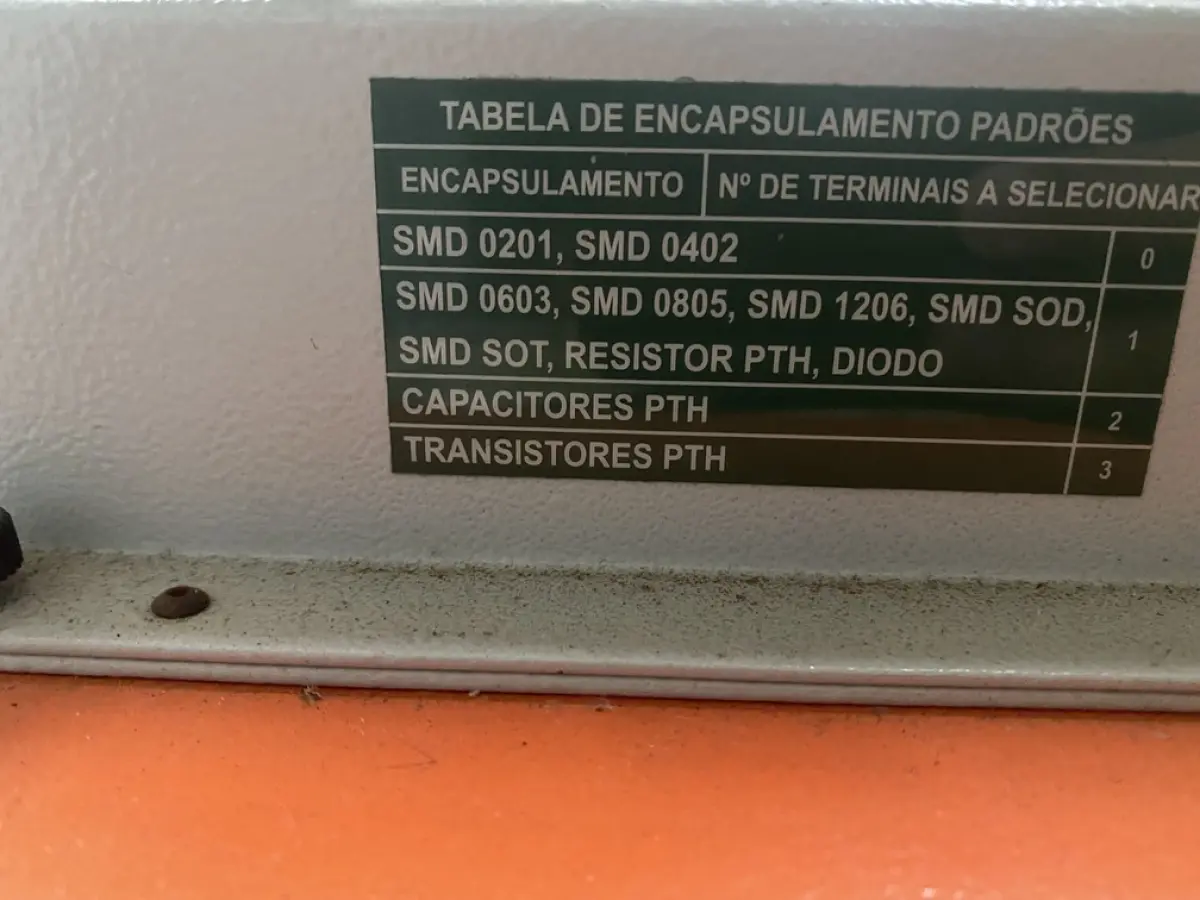 TABELA DE ENCAPSULAMENTO PADRÕES
ENCAPSULAMENTO Nº DE TERMINAIS A SELECIONAR
SMD 0201, SMD 0402 0
SMD 0603, SMD 0805, SMD 1206, SMD SOD,
SMD SOT, RESISTOR PTH, DIODO 1
CAPACITORES PTH 2
TRANSISTORES PTH 3